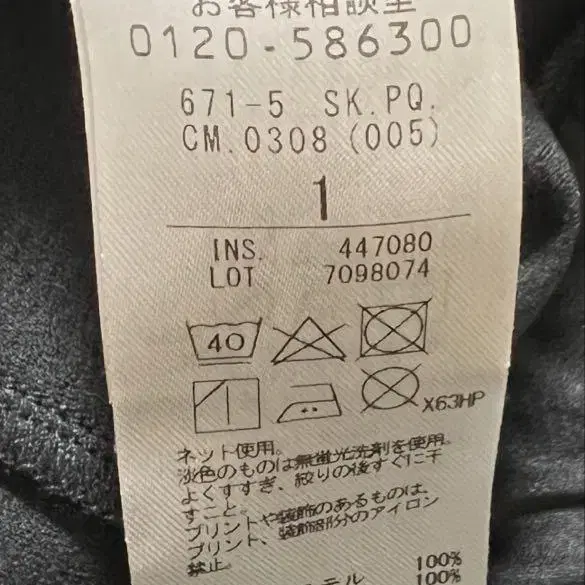 お客様相談室
0120-586300
671-5 SK.PQ.
CM.0308 (005)
1
INS. 447080
LOT 7098074
40
X63HP
ネット使用。
淡色のものは無蛍光洗剤を使用。
よくすすぎ、絞りの後すぐに干
すこと。
プリントや装飾のあるものは、
プリント、装飾部分のアイロン
禁止。
100%
テル 100%